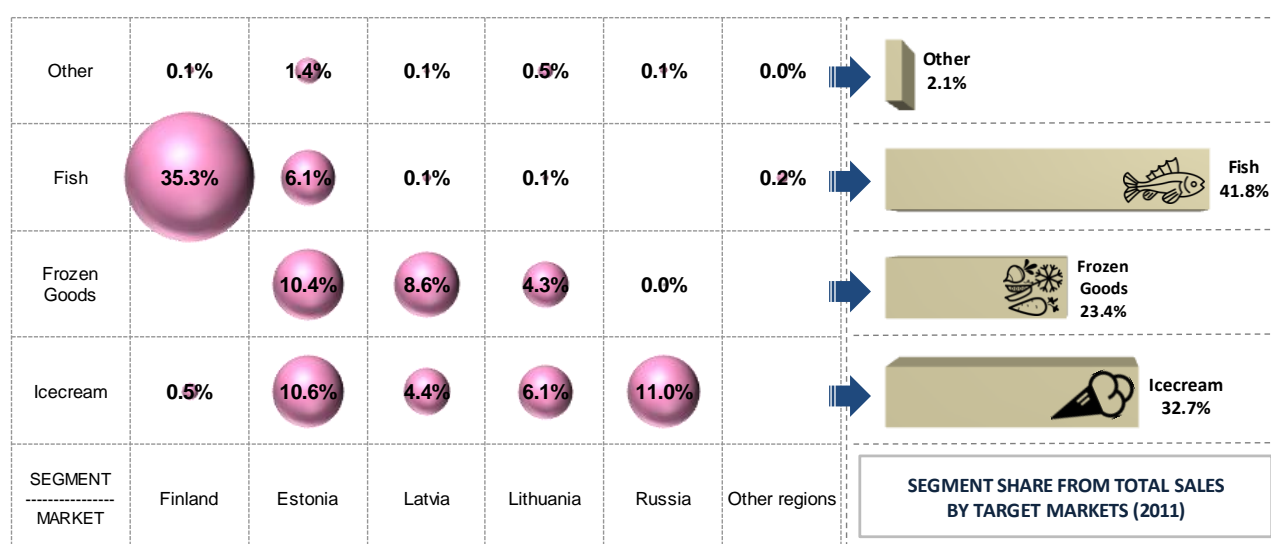 Other 0.1% 1.4% 0.1% 0.5% 0.1% 0.0%
Other
2.1%
Fish 35.3% 6.1% 0.1% 0.1% 0.2%
Fish
41.8%
Frozen
Goods
10.4% 8.6% 4.3% 0.0%
Frozen
Goods
23.4%
Icecream 0.5% 10.6% 4.4% 6.1% 11.0%
Icecream
32.7%
SEGMENT
----------------
MARKET
Finland Estonia Latvia Lithuania Russia Other regions
SEGMENT SHARE FROM TOTAL SALES
BY TARGET MARKETS (2011)